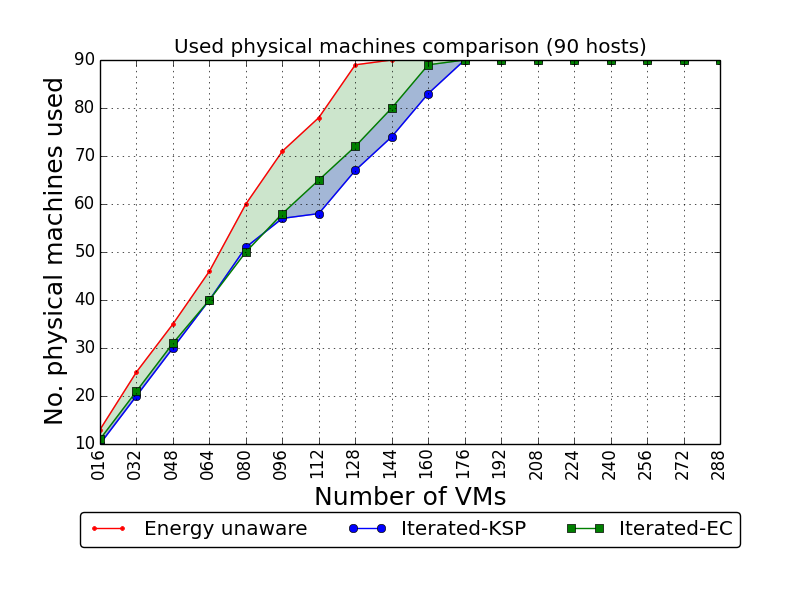 Used physical machines comparison (90 hosts)
No. physical machines used
90
80
70
60
50
40
30
20
10
016 032 048 064 080 096 112 128 144 160 176 192 208 224 240 256 272 288
Number of VMs
Energy unaware Iterated-KSP Iterated-EC